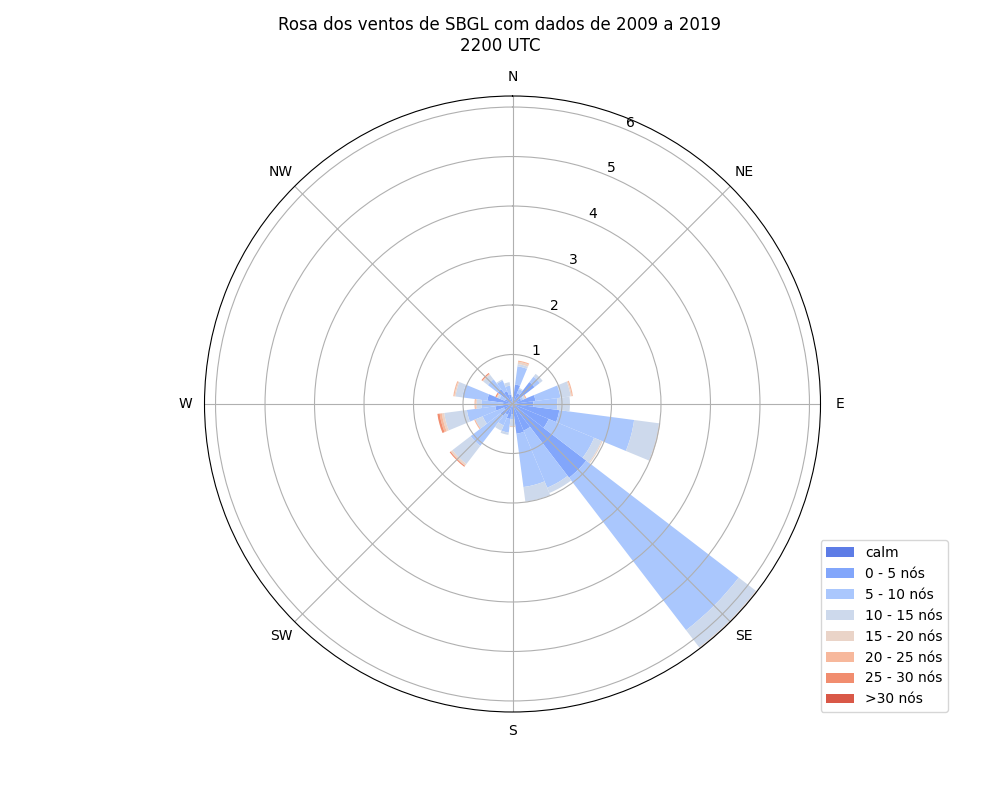 Rosa dos ventos de SBGL com dados de 2009 a 2019
2200 UTC
N
NW
NE
6
5
4
3
2
1
W
E
SW
SE
S
calm
0 - 5 nós
5 - 10 nós
10 - 15 nós
15 - 20 nós
20 - 25 nós
25 - 30 nós
>30 nós